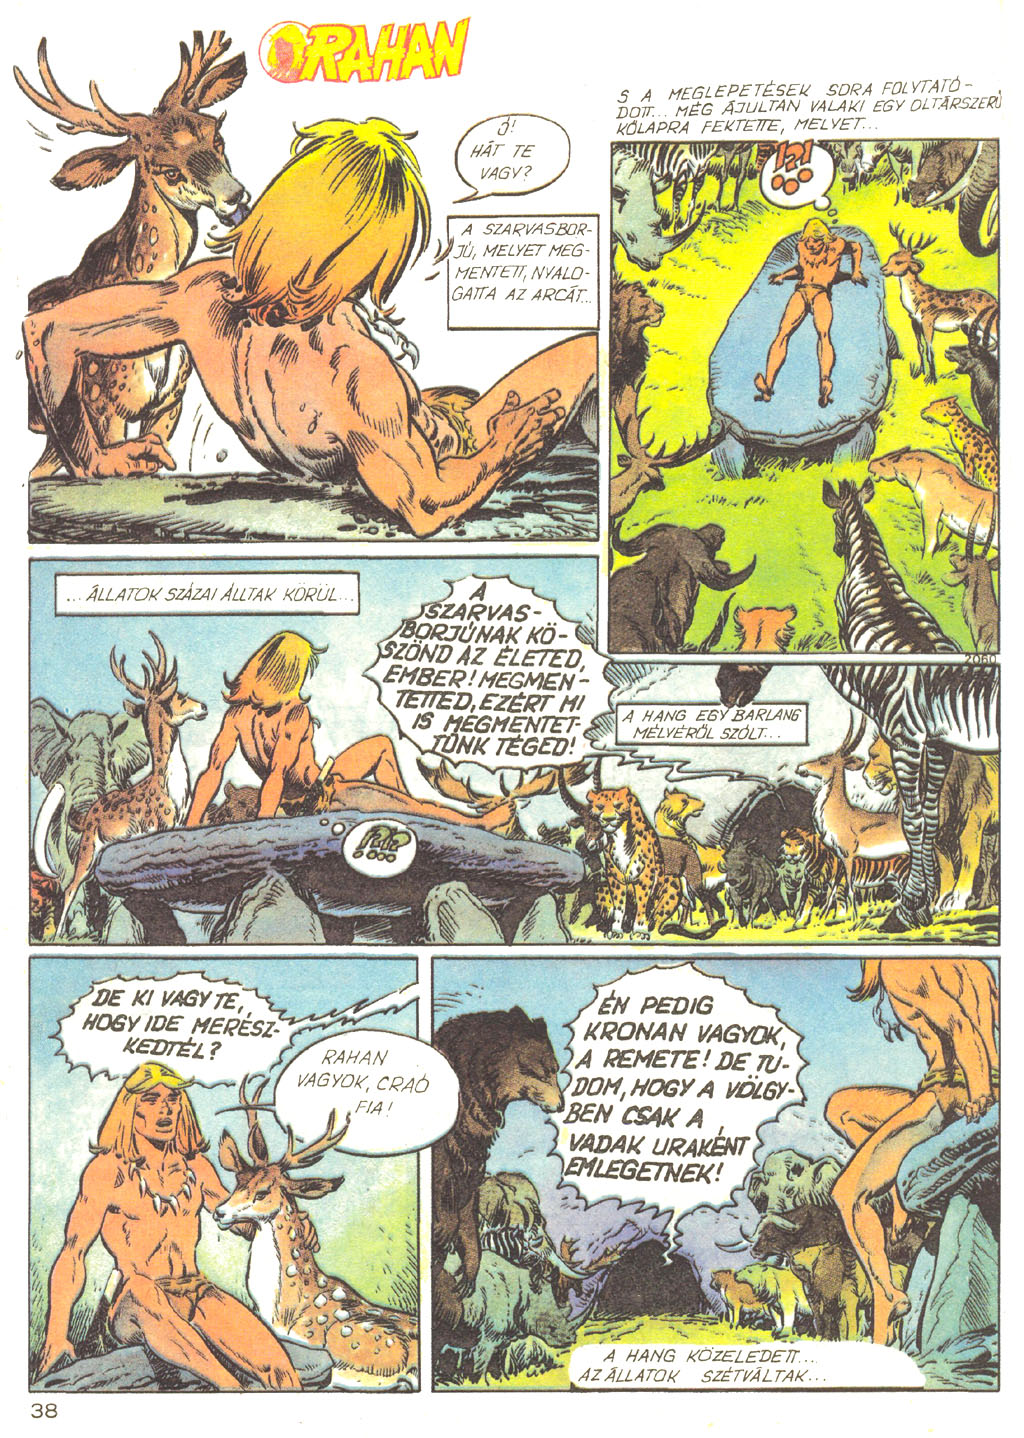 RAHAN
Ó!
HÁT TE
VAGY?
A SZARVASBOR-
JÚ, MELYET MEG-
MENTETT, NYALO-
GATTA AZ ARCÁT...
S A MEGLEPETÉSEK SORA FOLYTATÓ-
DOTT... MÉG ÁJULTAN VALAKI EGY OLTÁRSZERŰ
KŐLAPRA FEKTETTE, MELYET...
!?!
2060
... ÁLLATOK SZÁZAI ÁLLTAK KÖRÜL...
A
SZARVAS-
BORJÚNAK KÖ-
SZÖND AZ ÉLETED,
EMBER! MEGMEN-
TETTED, EZÉRT MI
IS MEGMENTET-
TÜNK TÉGED!
A HANG EGY BARLANG
MÉLYÉRŐL SZÓLT...
DE KI VAGY TE,
HOGY IDE MERÉSZ-
KEDTÉL?
RAHAN
VAGYOK, CRAÓ
FIA!
ÉN PEDIG
KRONAN VAGYOK,
A REMETE! DE TU-
DOM, HOGY A VÖLGY-
BEN CSAK A
VADAK URAKÉNT
EMLEGETNEK!
A HANG KÖZELEDETT...
AZ ÁLLATOK SZÉTVÁLTAK...
38